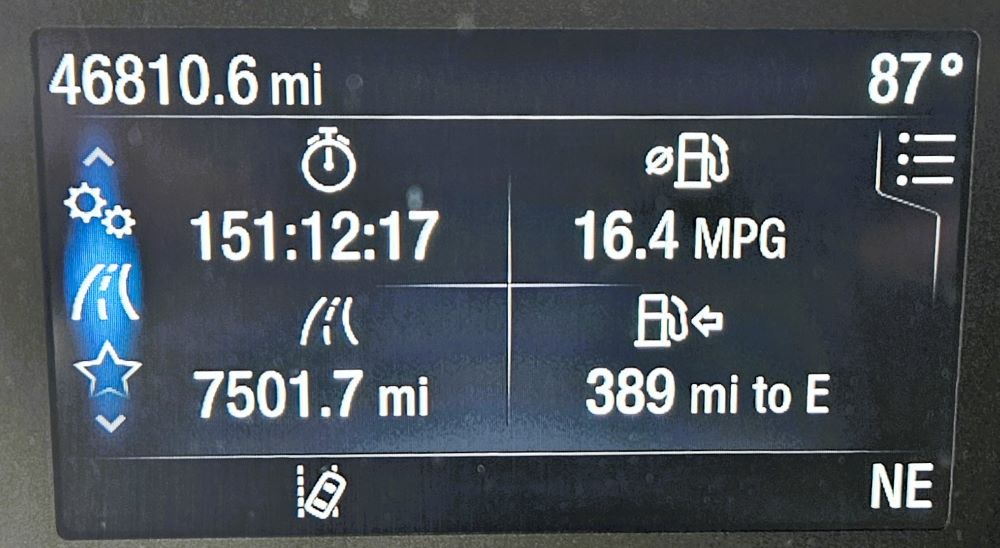 46810.6 mi 87°
151:12:17 16.4 MPG
7501.7 mi 389 mi to E
NE